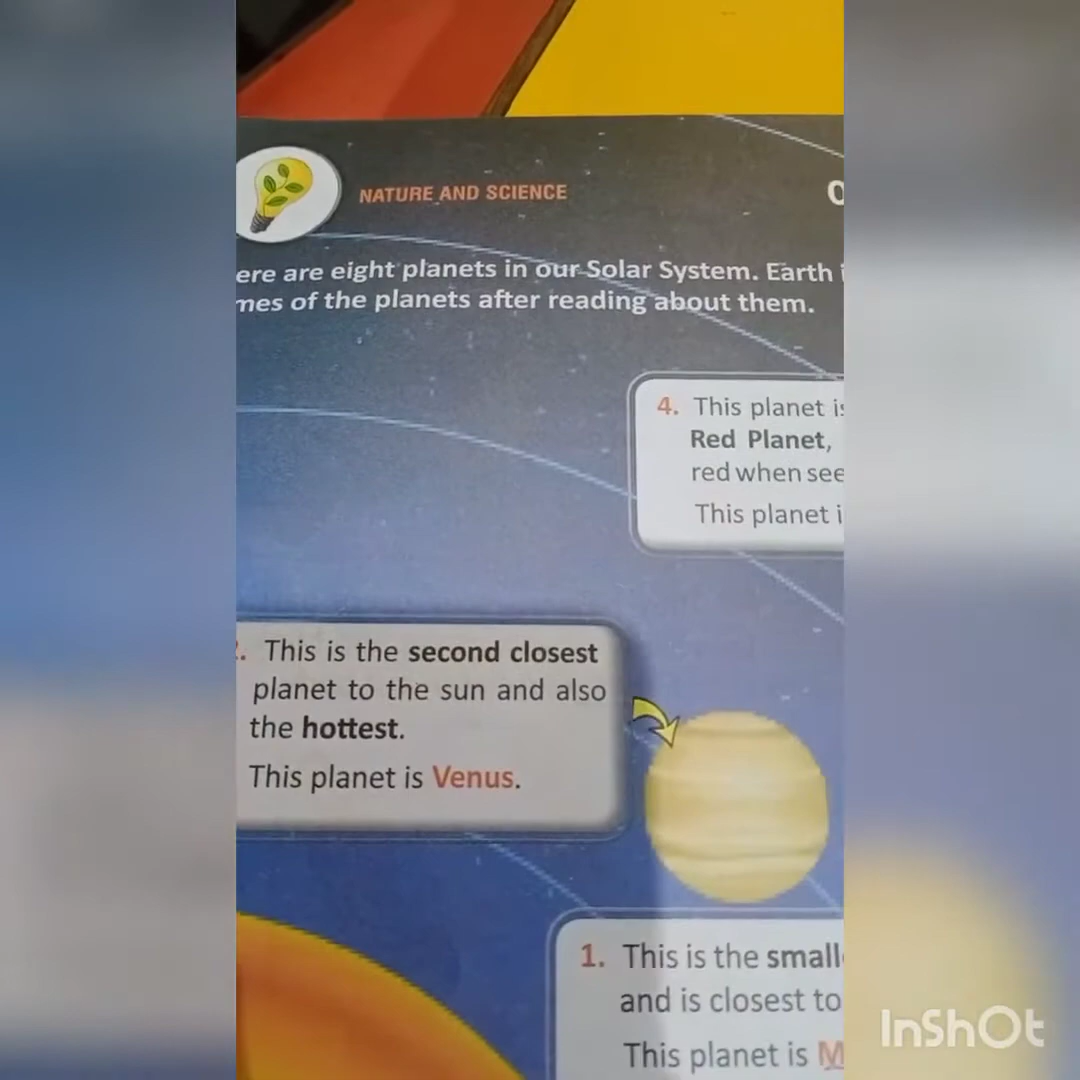 NATURE AND SCIENCE
ere are eight planets in our Solar System. Earth
mes of the planets after reading about them.
4. This planet is
Red Planet,
red when see
This planet i
. This is the second closest
planet to the sun and also
the hottest.
This planet is Venus.
1. This is the small
and is closest to
This planet is M
InShOt